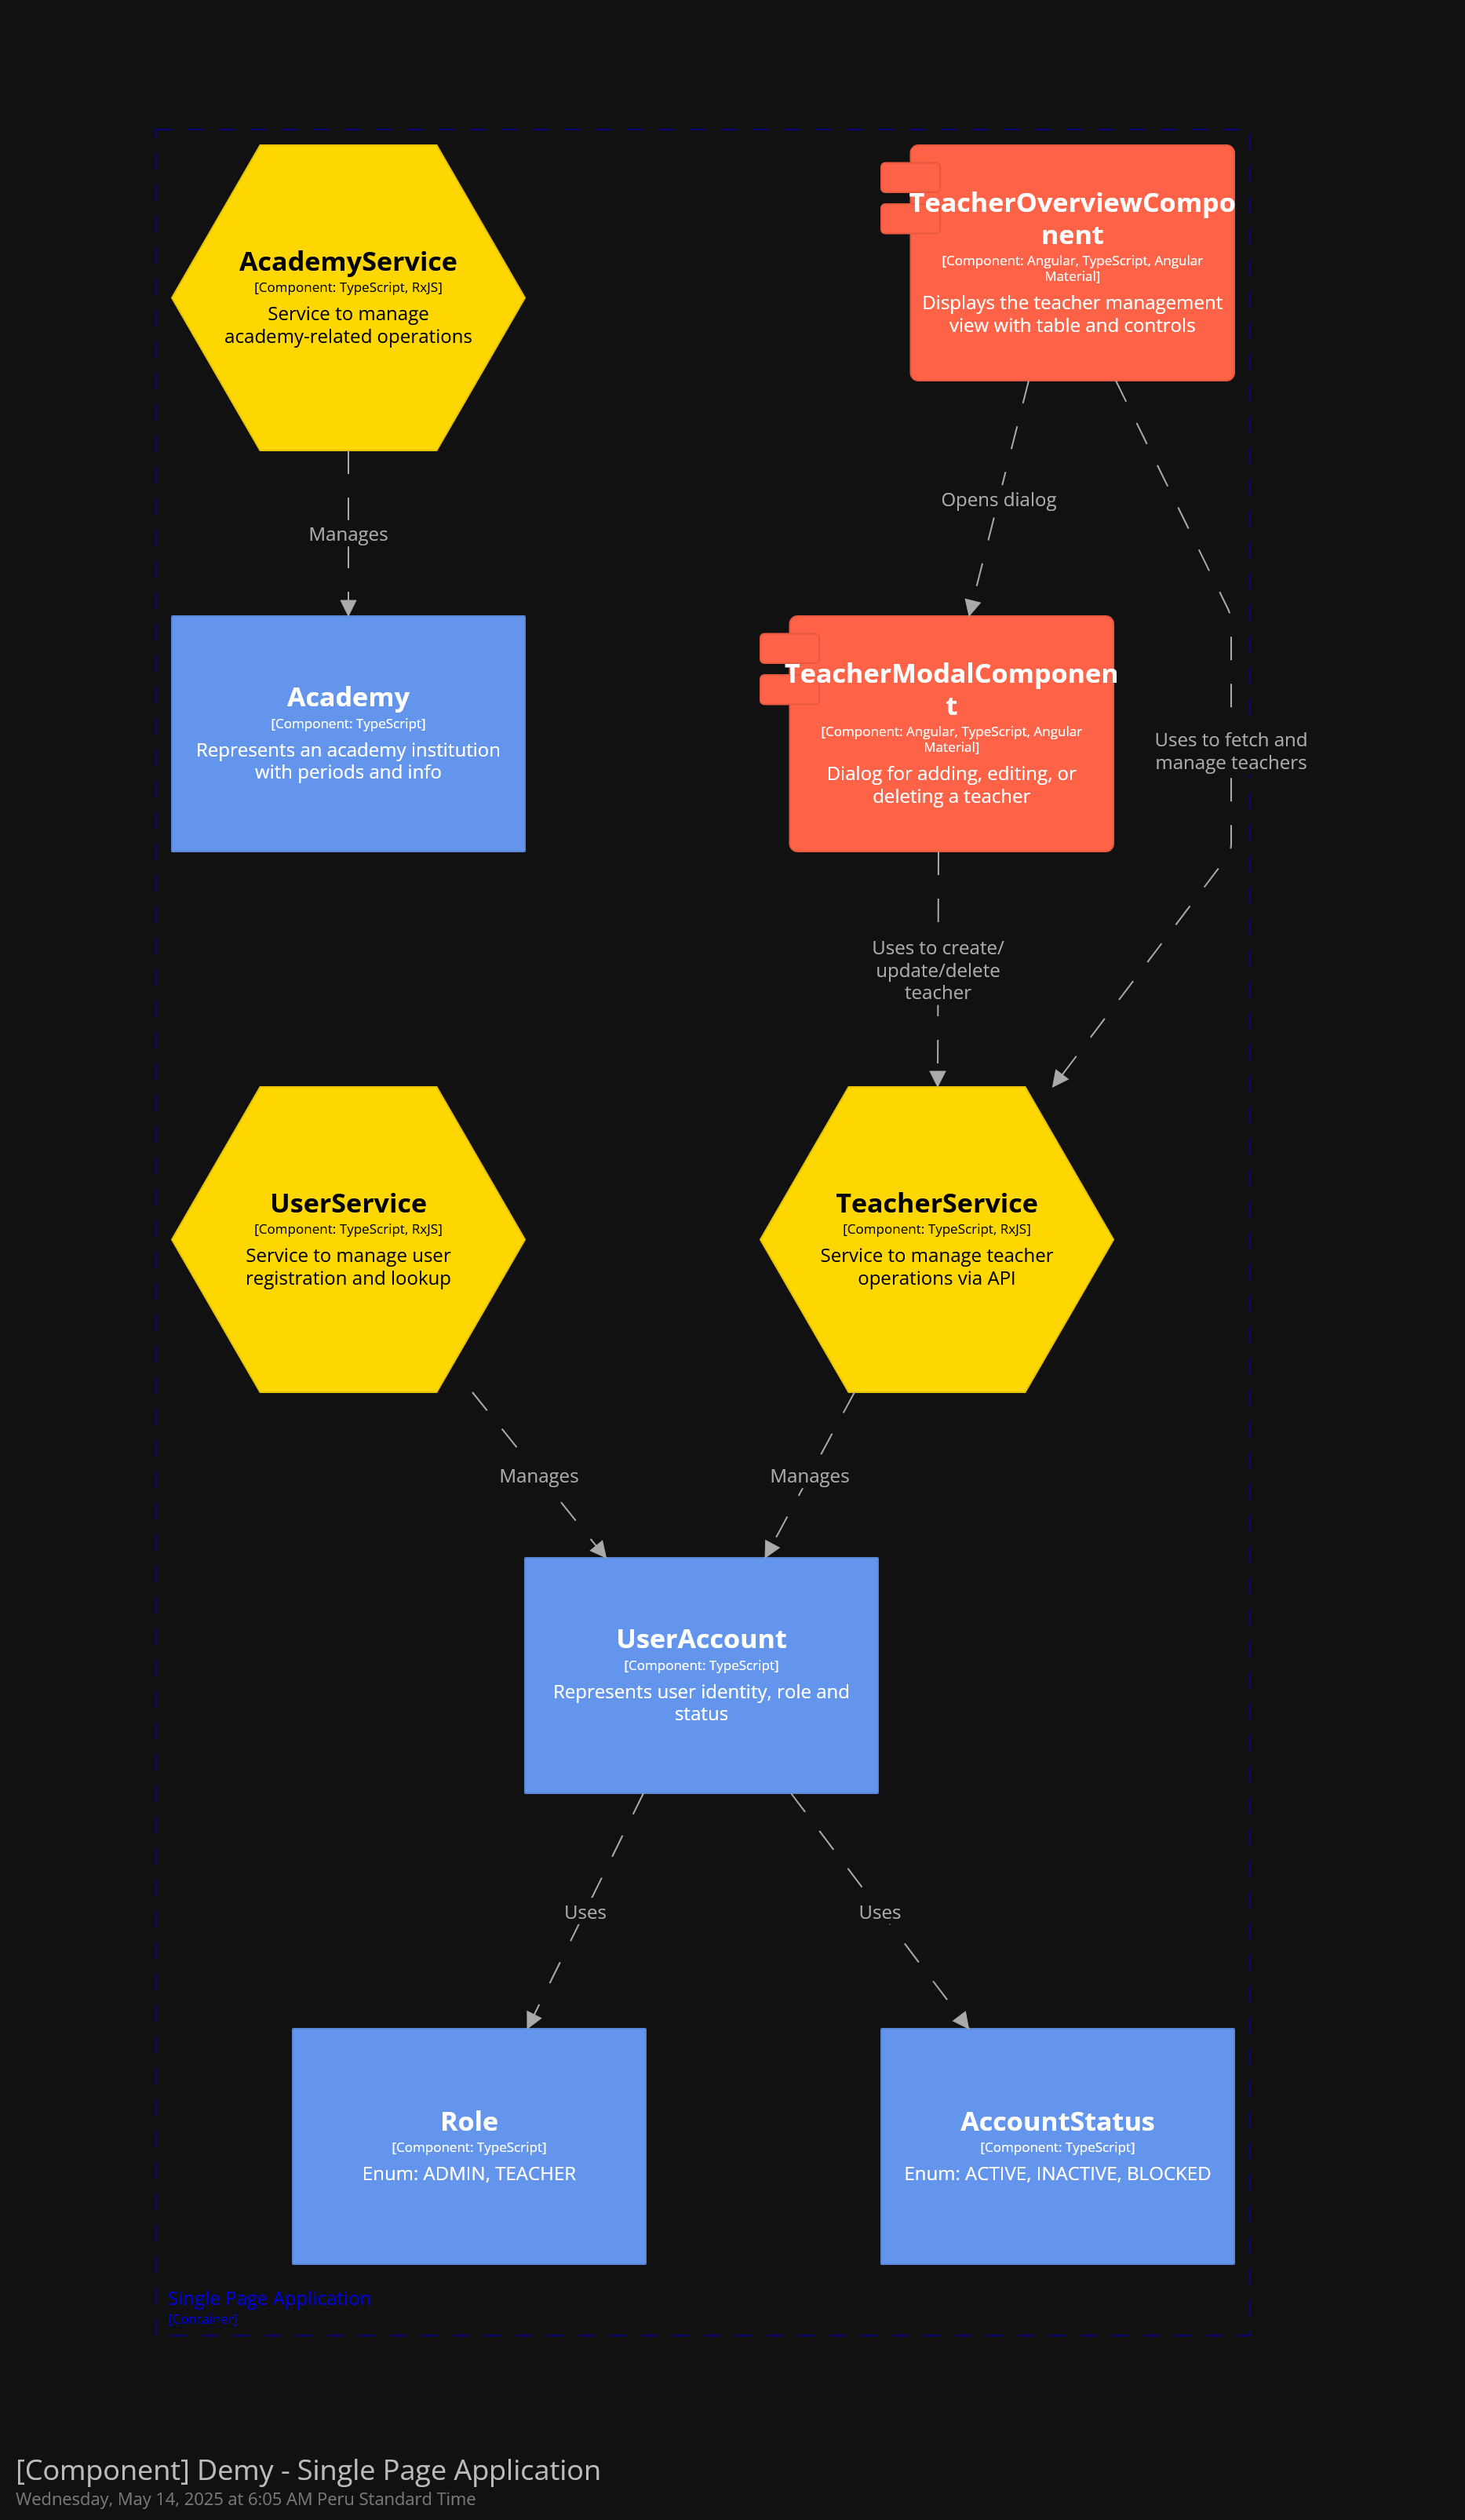 AcademyService
[Component: TypeScript, RxJS]
Service to manage
academy-related operations
TeacherOverviewCompo
nent
[Component: Angular, TypeScript, Angular
Material]
Displays the teacher management
view with table and controls
Manages
Opens dialog
Academy
[Component: TypeScript]
Represents an academy institution
with periods and info
TeacherModalComponen
t
[Component: Angular, TypeScript, Angular
Material]
Dialog for adding, editing, or
deleting a teacher
Uses to fetch and
manage teachers
Uses to create/
update/delete
teacher
UserService
[Component: TypeScript, RxJS]
Service to manage user
registration and lookup
TeacherService
[Component: TypeScript, RxJS]
Service to manage teacher
operations via API
Manages
Manages
UserAccount
[Component: TypeScript]
Represents user identity, role and
status
Uses
Uses
Role
[Component: TypeScript]
Enum: ADMIN, TEACHER
AccountStatus
[Component: TypeScript]
Enum: ACTIVE, INACTIVE, BLOCKED
Single Page Application
[Container]
[Component] Demy - Single Page Application
Wednesday, May 14, 2025 at 6:05 AM Peru Standard Time